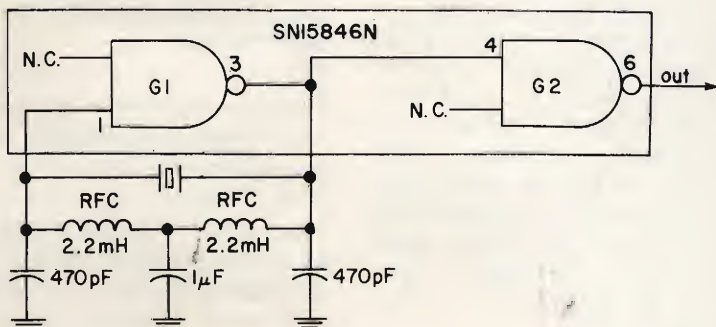 SN15846N
N.C.
G1
3
1
4
G2
6
out
N.C.
RFC
RFC
2.2mH
2.2mH
470pF
1µF
470pF